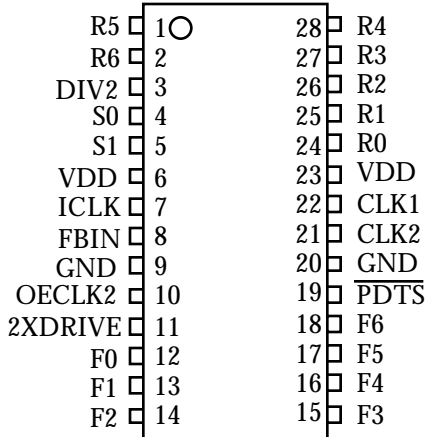 R5 1 28 R4
R6 2 27 R3
DIV2 3 26 R2
S0 4 25 R1
S1 5 24 R0
VDD 6 23 VDD
ICLK 7 22 CLK1
FBIN 8 21 CLK2
GND 9 20 GND
OECLK2 10 19 PDTS
2XDRIVE 11 18 F6
F0 12 17 F5
F1 13 16 F4
F2 14 15 F3